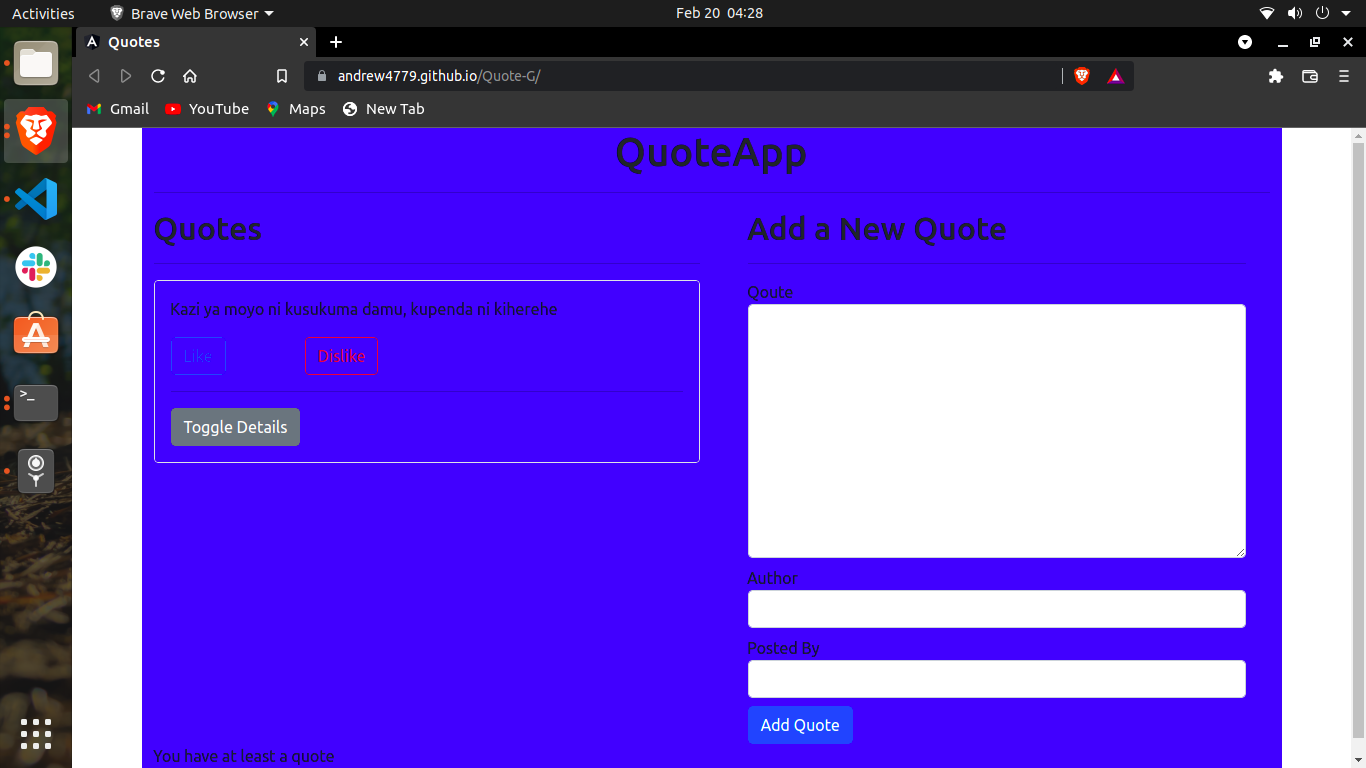 Activities
Brave Web Browser
Feb 20 04:28
Quotes
andrew4779.github.io/Quote-G/
Gmail
YouTube
Maps
New Tab
QuoteApp
Quotes
Kazi ya moyo ni kusukuma damu, kupenda ni kiherehe
Like
Dislike
Toggle Details
Add a New Quote
Qoute
Author
Posted By
Add Quote
You have at least a quote